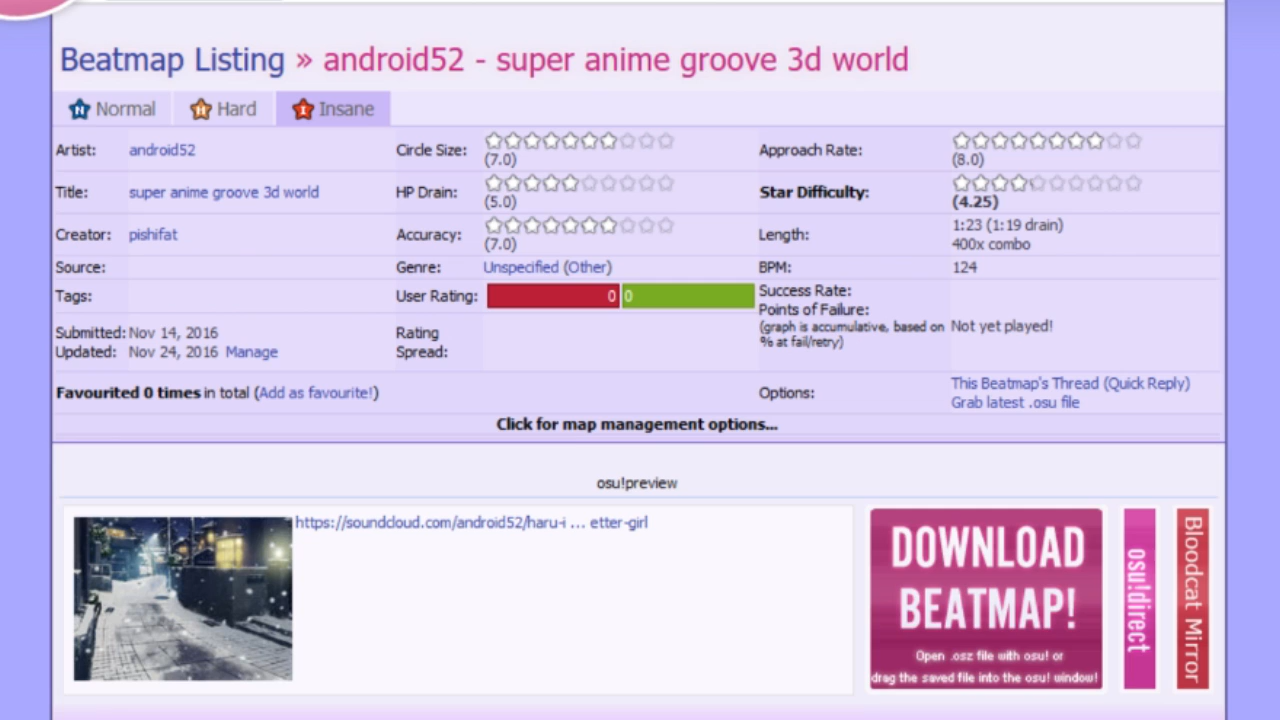 Beatmap Listing » android52 - super anime groove 3d world
Normal Hard Insane
Artist: android52 Circle Size: (7.0) Approach Rate: (8.0)
Title: super anime groove 3d world HP Drain: (5.0) Star Difficulty: (4.25)
Creator: pishifat Accuracy: (7.0) Length: 1:23 (1:19 drain)
400x combo
Source: Genre: Unspecified (Other) BPM: 124
Tags: User Rating: 0 0 Success Rate:
Points of Failure:
(graph is accumulative, based on % at fail/retry) Not yet played!
Submitted: Nov 14, 2016 Rating Spread:
Updated: Nov 24, 2016 Manage
Favourited 0 times in total (Add as favourite!) Options: This Beatmap's Thread (Quick Reply)
Grab latest .osu file
Click for map management options...
osu!preview
https://soundcloud.com/android52/haru-i ... etter-girl
DOWNLOAD
BEATMAP!
Open .osz file with osu! or
drag the saved file into the osu! window!
osu!direct
Bloodcat Mirror